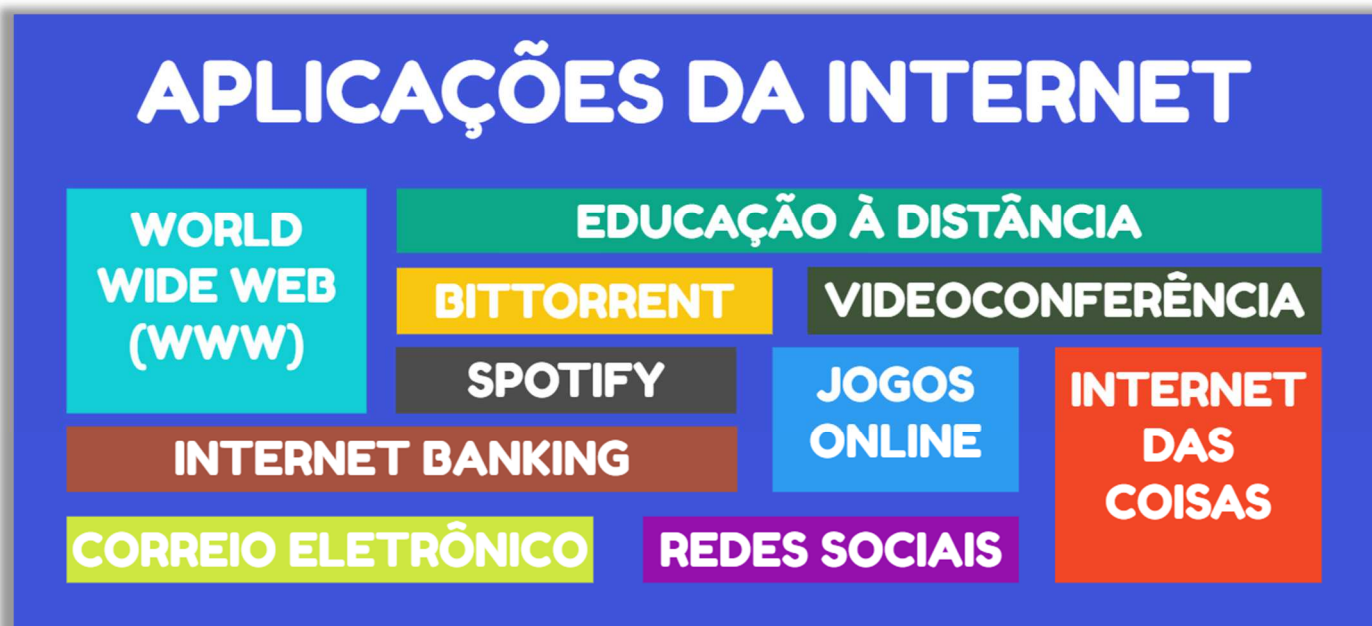 APLICAÇÕES DA INTERNET
WORLD
WIDE WEB
(WWW)
EDUCAÇÃO À DISTÂNCIA
BITTORRENT
VIDEOCONFERÊNCIA
SPOTIFY
JOGOS
ONLINE
INTERNET
DAS
COISAS
INTERNET BANKING
CORREIO ELETRÔNICO
REDES SOCIAIS